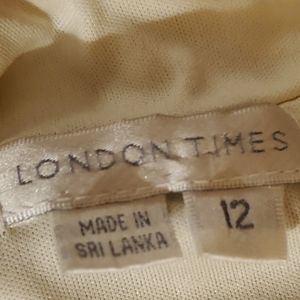 LONDON TIMES
MADE IN
SRI LANKA
12